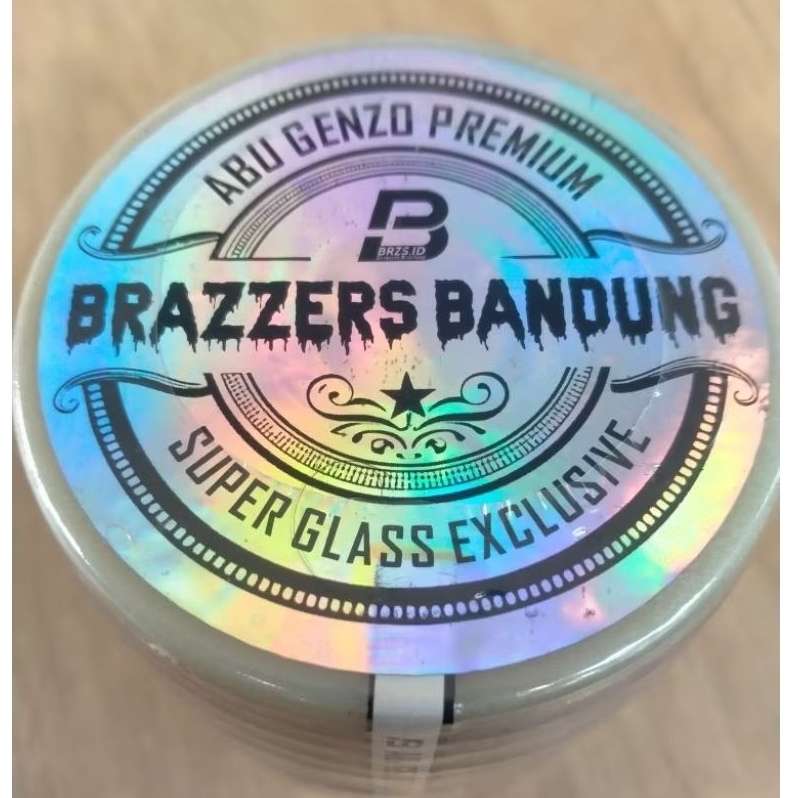 ABU GENZO PREMIUM
B
BRZS.ID
BRAZZERS BANDUNG
SUPER GLASS EXCLUSIVE